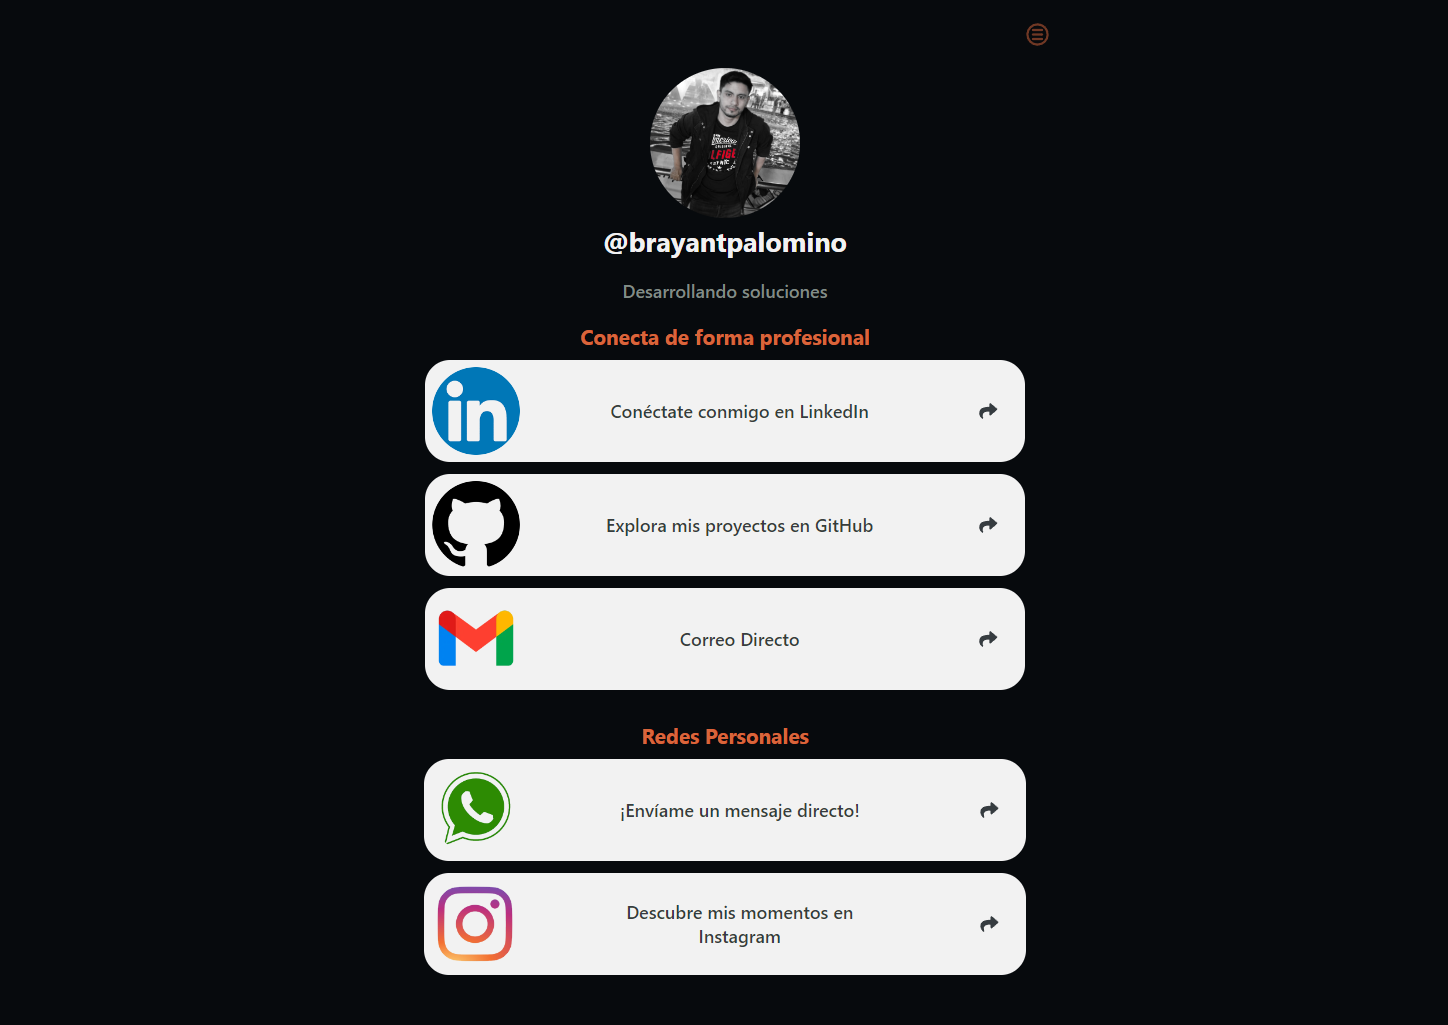 @brayantpalomino
Desarrollando soluciones
Conecta de forma profesional
in
Conéctate conmigo en LinkedIn
Explora mis proyectos en GitHub
Correo Directo
Redes Personales
¡Envíame un mensaje directo!
Descubre mis momentos en
Instagram